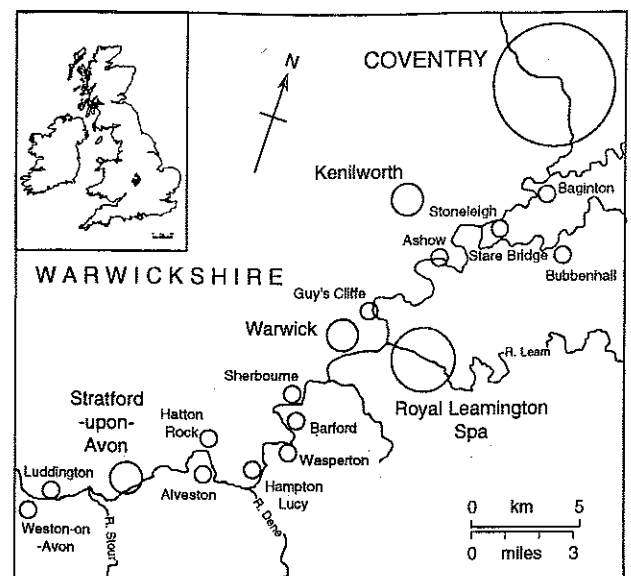 COVENTRY
N
Kenilworth
Baginton
Stoneleigh
Ashow
Stare Bridge
Bubbenhall
WARWICKSHIRE
Guy's Cliffe
Warwick
R. Leam
Sherbourne
Royal Leamington
Spa
Stratford
-upon-
Avon
Hatton
Rock
Barford
Wasperton
Luddington
Alveston
Hampton
Lucy
Weston-on
-Avon
R. Stour
R. Dene
0 km 5
0 miles 3